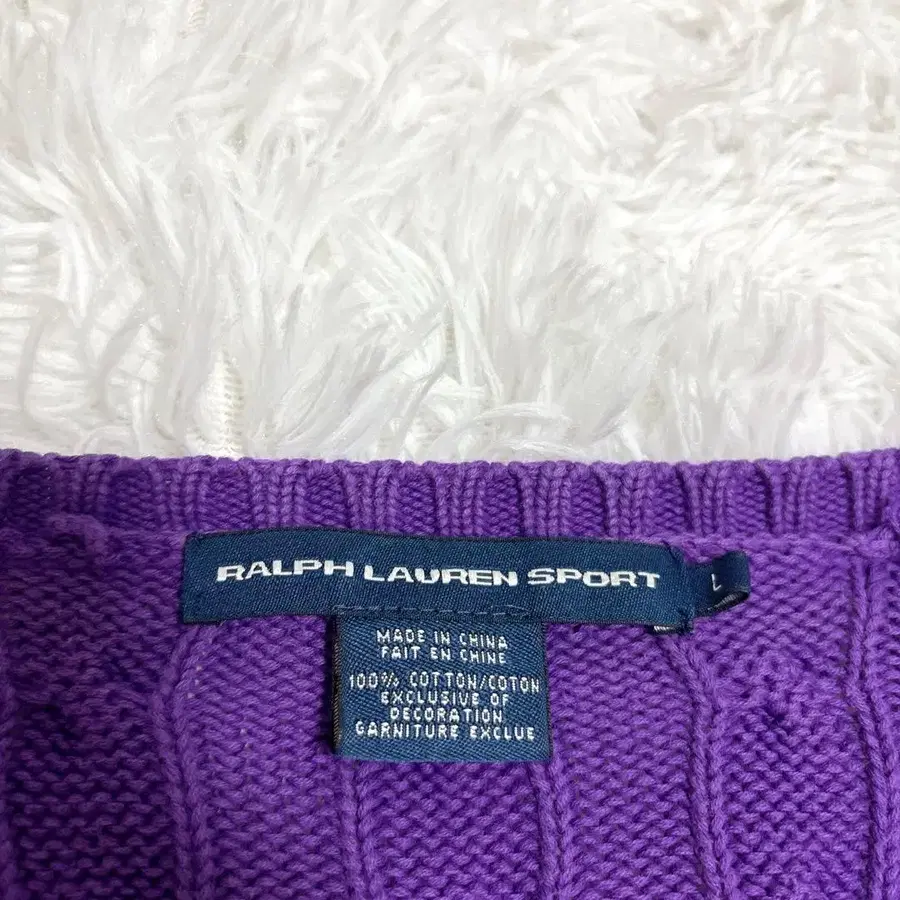 RALPH LAUREN SPORT
L
MADE IN CHINA
FAIT EN CHINE
100% COTTON/COTON
EXCLUSIVE OF
DECORATION
GARNITURE EXCLUE